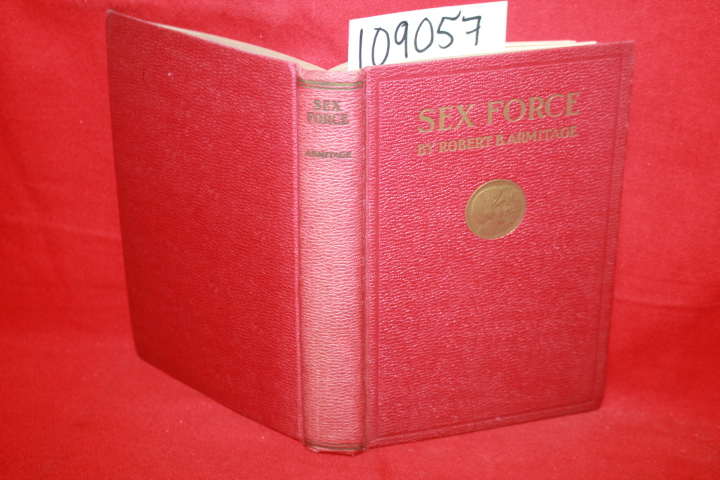 109057
SEX
FORCE
ARMITAGE
SEX FORCE
BY ROBERT B. ARMITAGE